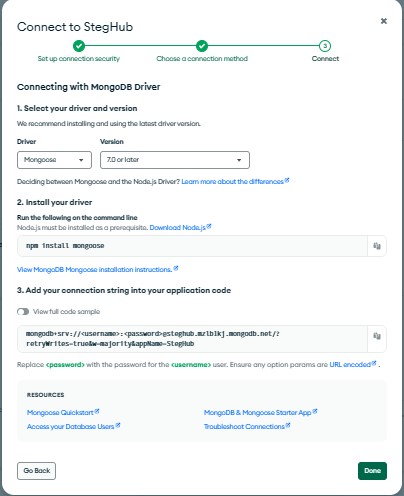 Connect to StegHub
Set up connection security
Choose a connection method
3
Connect
Connecting with MongoDB Driver
1. Select your driver and version
We recommend installing and using the latest driver version.
Driver
Version
Mongoose
7.0 or later
Deciding between Mongoose and the Node.js Driver? Learn more about the differences
2. Install your driver
Run the following on the command line
Node.js must be installed as a prerequisite. Download Node.js
npm install mongoose
View MongoDB Mongoose installation instructions.
3. Add your connection string into your application code
View full code sample
mongodb+srv://<username>:<password>@steghub.mzlblkj.mongodb.net/?
retryWrites=true&w=majority&appName=StegHub
Replace <password> with the password for the <username> user. Ensure any option params are URL encoded.
RESOURCES
Mongoose Quickstart
MongoDB & Mongoose Starter App
Access your Database Users
Troubleshoot Connections
Go Back
Done